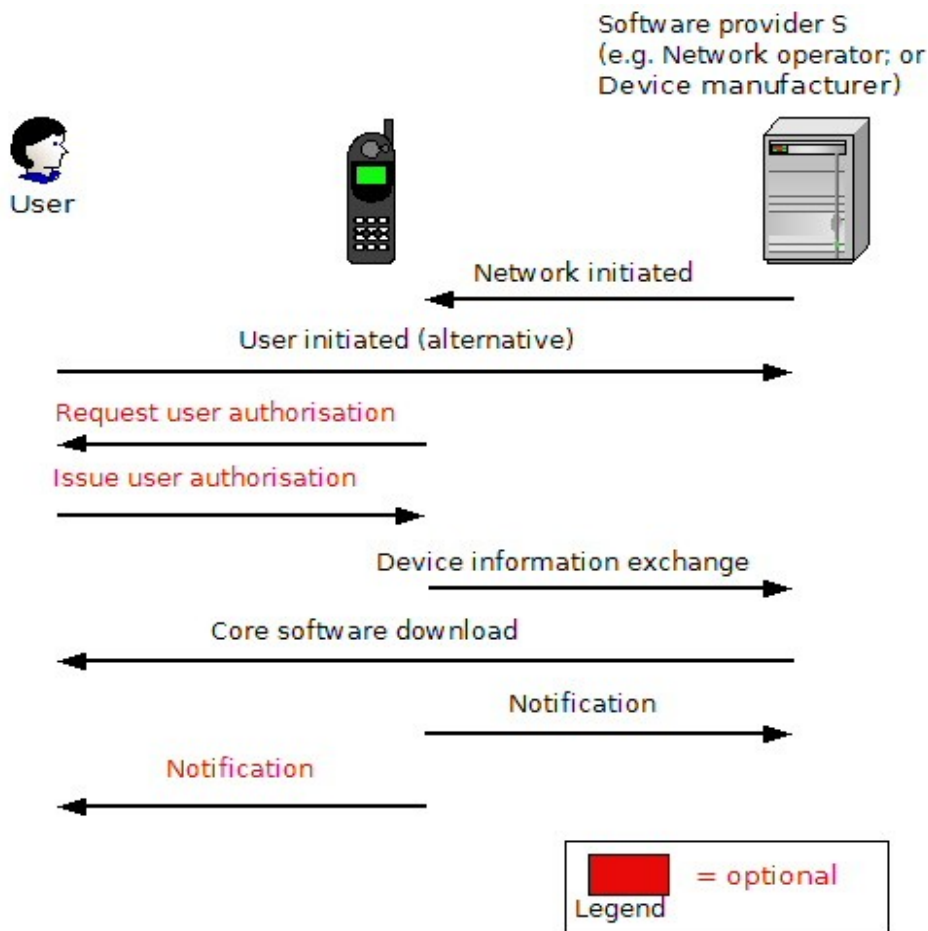 Software provider S
(e.g. Network operator; or
Device manufacturer)
User
Network initiated
User initiated (alternative)
Request user authorisation
Issue user authorisation
Device information exchange
Core software download
Notification
Notification
= optional
Legend